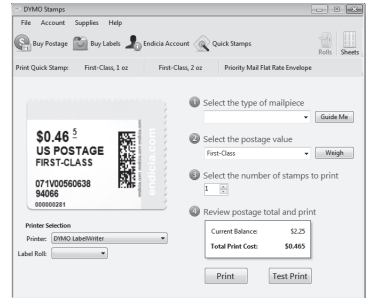 DYMO Stamps
File Account Supplies Help
Buy Postage Buy Labels Endicia Account Quick Stamps Rolls Sheets
Print Quick Stamp: First-Class, 1 oz First-Class, 2 oz Priority Mail Flat Rate Envelope
1 Select the type of mailpiece
Guide Me
2 Select the postage value
First-Class Weigh
3 Select the number of stamps to print
1
4 Review postage total and print
Current Balance: $2.25
Total Print Cost: $0.465
Print Test Print
$0.46 5
US POSTAGE
FIRST-CLASS
071V00560638
94066
000000281
endicia.com
Printer Selection
Printer: DYMO LabelWriter
Label Roll: